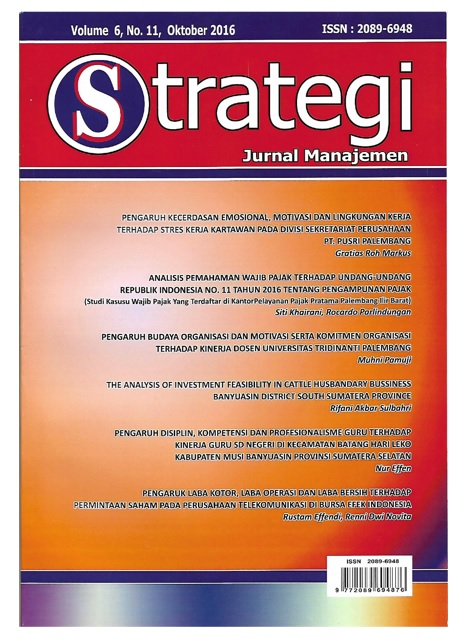 Volume 6, No. 11, Oktober 2016
ISSN : 2089-6948
Strategi
Jurnal Manajemen
PENGARUH KECERDASAN EMOSIONAL, MOTIVASI DAN LINGKUNGAN KERJA
TERHADAP STRES KERJA KARTAWAN PADA DIVISI SEKRETARIAT PERUSAHAAN
PT. PUSRI PALEMBANG
Gratias Roh Markus
ANALISIS PEMAHAMAN WAJIB PAJAK TERHADAP UNDANG-UNDANG
REPUBLIK INDONESIA NO. 11 TAHUN 2016 TENTANG PENGAMPUNAN PAJAK
(Studi Kasusu Wajib Pajak Yang Terdaftar di KantorPelayanan Pajak Pratama Palembang Ilir Barat)
Siti Khairani, Rocardo Parlindungan
PENGARUH BUDAYA ORGANISASI DAN MOTIVASI SERTA KOMITMEN ORGANISASI
TERHADAP KINERJA DOSEN UNIVERSITAS TRIDINANTI PALEMBANG
Muhni Pamuji
THE ANALYSIS OF INVESTMENT FEASIBILITY IN CATTLE HUSBANDARY BUSSINESS
BANYUASIN DISTRICT SOUTH SUMATERA PROVINCE
Rifani Akbar Sulbahri
PENGARUH DISIPLIN, KOMPETENSI DAN PROFESIONALISME GURU TERHADAP
KINERJA GURU SD NEGERI DI KECAMATAN BATANG HARI LEKO
KABUPATEN MUSI BANYUASIN PROVINSI SUMATERA SELATAN
Nur Effen
PENGARUK LABA KOTOR, LABA OPERASI DAN LABA BERSIH TERHADAP
PERMINTAAN SAHAM PADA PERUSAHAAN TELEKOMUNIKASI DI BURSA EFEK INDONESIA
Rustam Effendi, Renni Dwi Novita
ISSN 2089-6948
9 772089 694876